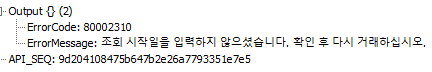 Output {} (2)
ErrorCode: 80002310
ErrorMessage: 조회 시작일을 입력하지 않으셨습니다. 확인 후 다시 거래하십시오.
API_SEQ: 9d204108475b647b2e26a7793351e7e5